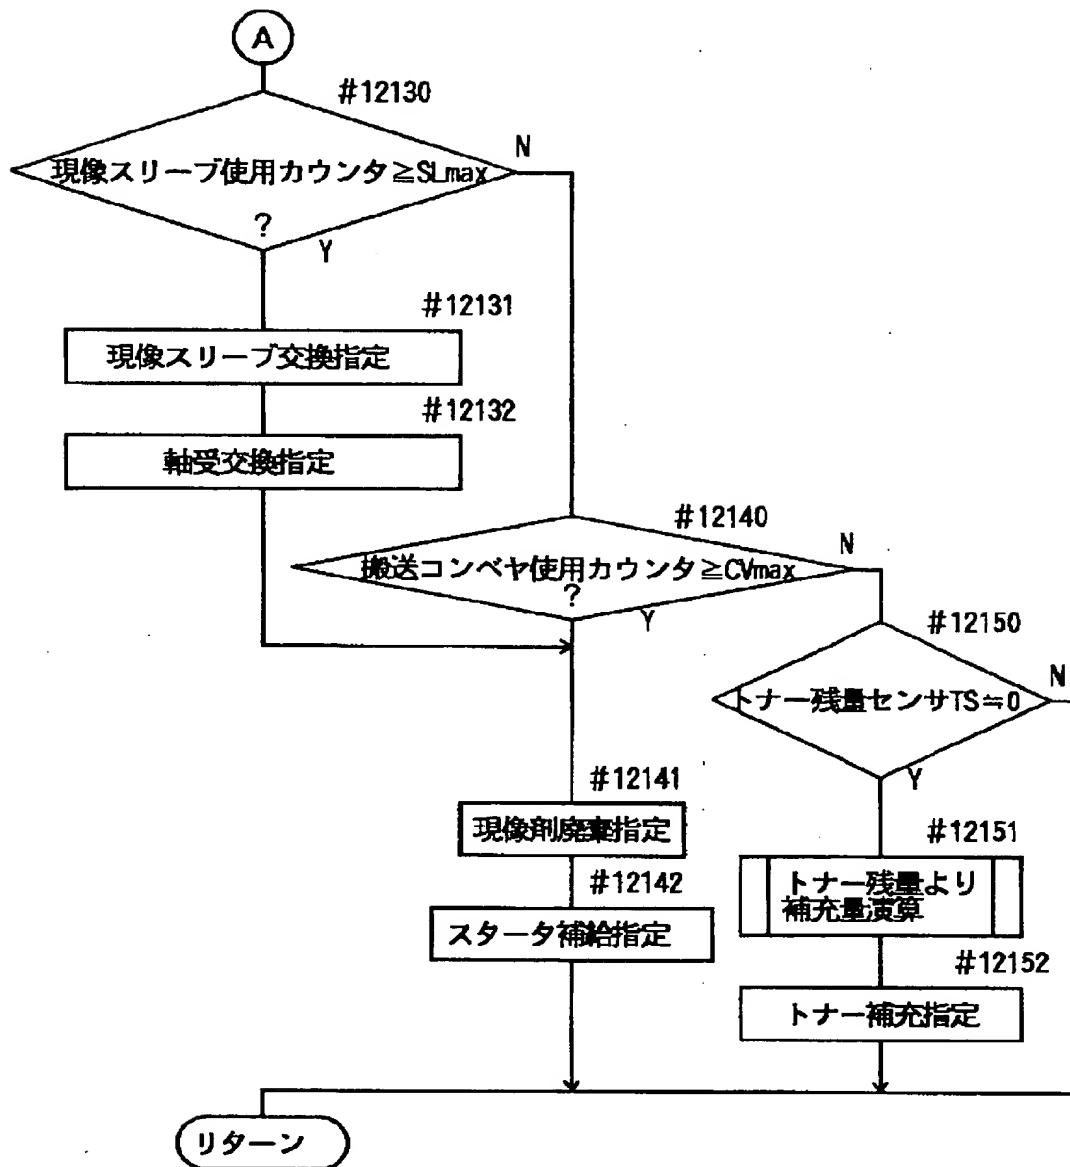 A
#12130
現像スリーブ使用カウンタ≧SLmax
?
N
Y
#12131
現像スリーブ交換指定
#12132
軸受交換指定
#12140
搬送コンベヤ使用カウンタ≧CVmax
?
N
Y
#12150
トナー残量センサTS≒0
N
Y
#12141
現像剤廃棄指定
#12142
スタータ補給指定
#12151
トナー残量より
補充量演算
#12152
トナー補充指定
リターン